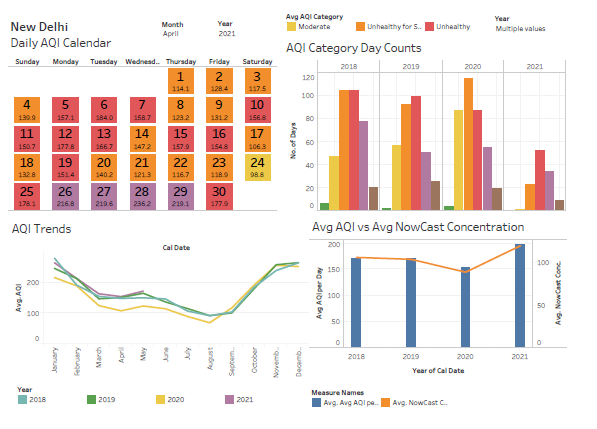 New Delhi
Daily AQI Calendar
Month
April
Year
2021
Sunday Monday Tuesday Wednesd.. Thursday Friday Saturday
1 2 3
114.1 128.4 117.5
4 5 6 7 8 9 10
139.9 157.1 184.0 158.7 123.2 131.2 156.8
11 12 13 14 15 16 17
150.7 177.8 166.7 147.2 157.9 154.8 106.3
18 19 20 21 22 23 24
132.8 151.4 140.2 121.3 116.7 118.9 98.8
25 26 27 28 29 30
178.1 216.8 219.6 236.2 219.1 177.9
Avg AQI Category
Moderate Unhealthy for S.. Unhealthy
Year
Multiple values
AQI Category Day Counts
2018 2019 2020 2021
No. of Days
120
100
80
60
40
20
0
AQI Trends
Cal Date
Avg. AQI
200
100
0
January February March April May June July August Septem.. October Novemb.. Decemb..
Year
2018 2019 2020 2021
Avg AQI vs Avg NowCast Concentration
Avg AQI per Day
200
150
100
50
0
100
50
0
Avg. NowCast Conc.
2018 2019 2020 2021
Year of Cal Date
Measure Names
Avg. Avg AQI pe.. Avg. NowCast C..